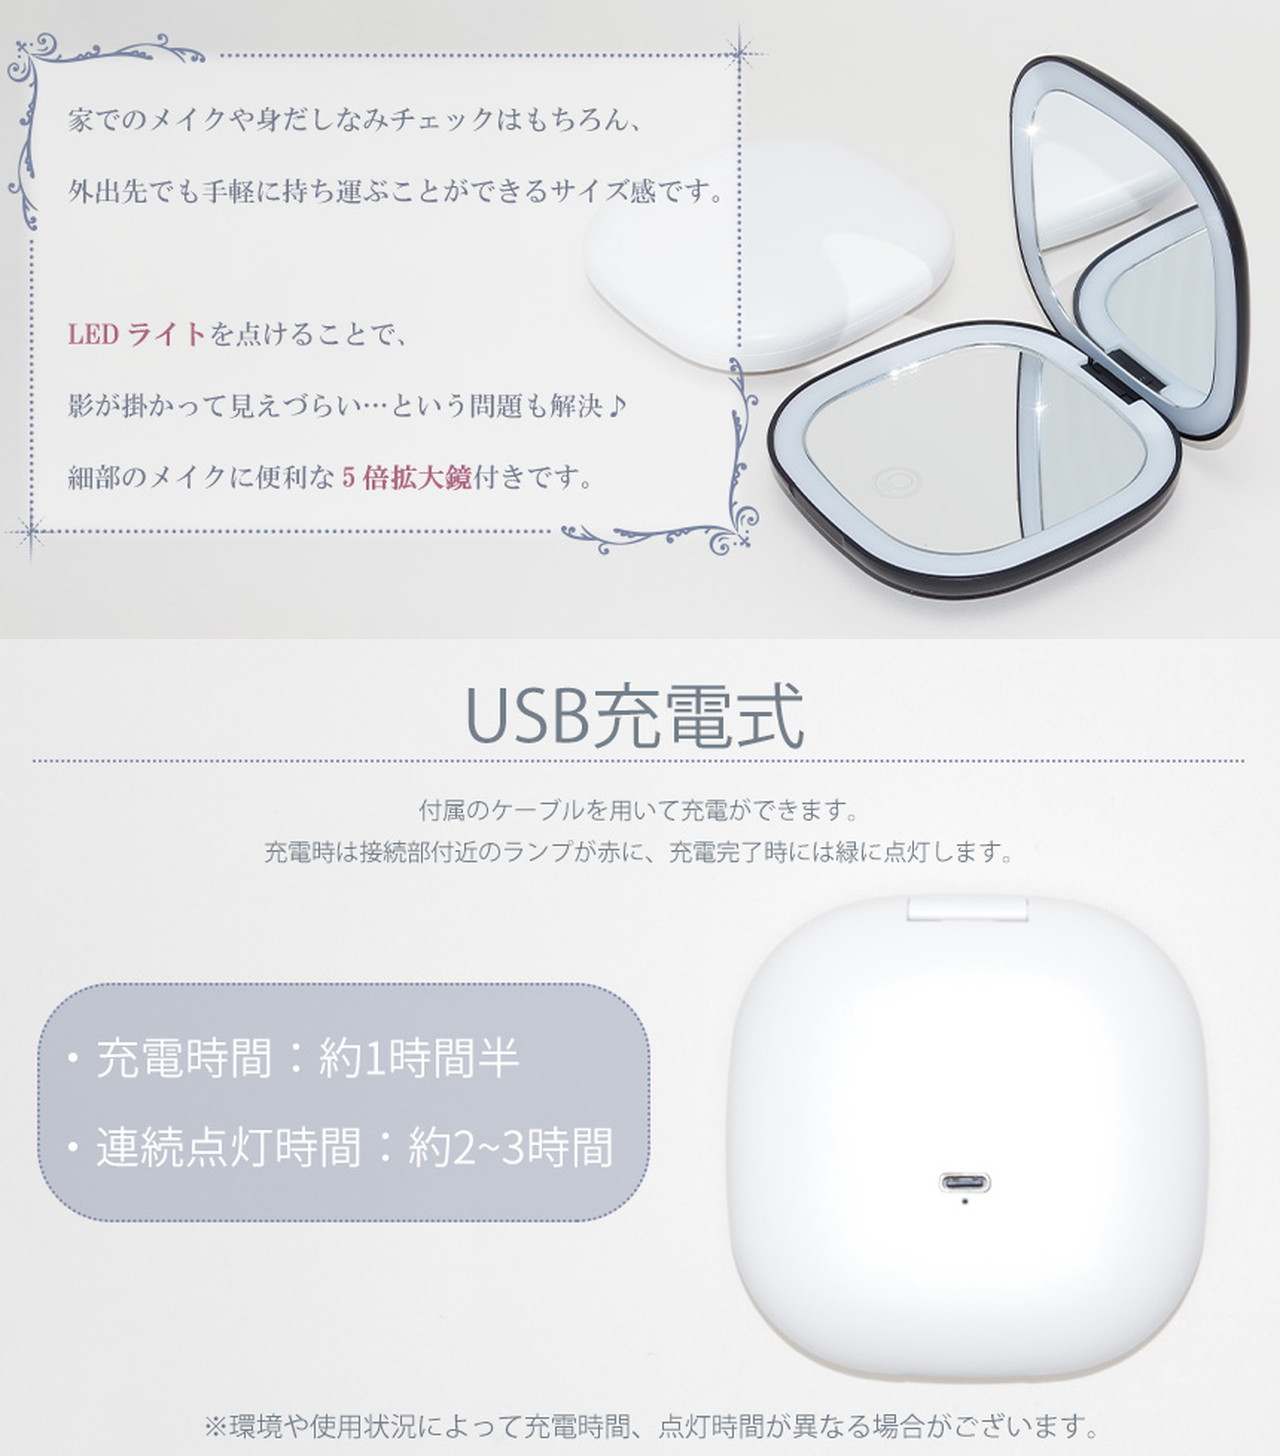 家でのメイクや身だしなみチェックはもちろん、
外出先でも手軽に持ち運ぶことができるサイズ感です。
LEDライトを点けることで、
影が掛かって見えづらい…という問題も解決♪
細部のメイクに便利な5倍拡大鏡付きです。
USB充電式
付属のケーブルを用いて充電ができます。
充電時は接続部付近のランプが赤に、充電完了時には緑に点灯します。
・充電時間：約1時間半
・連続点灯時間：約2~3時間
※環境や使用状況によって充電時間、点灯時間が異なる場合がございます。